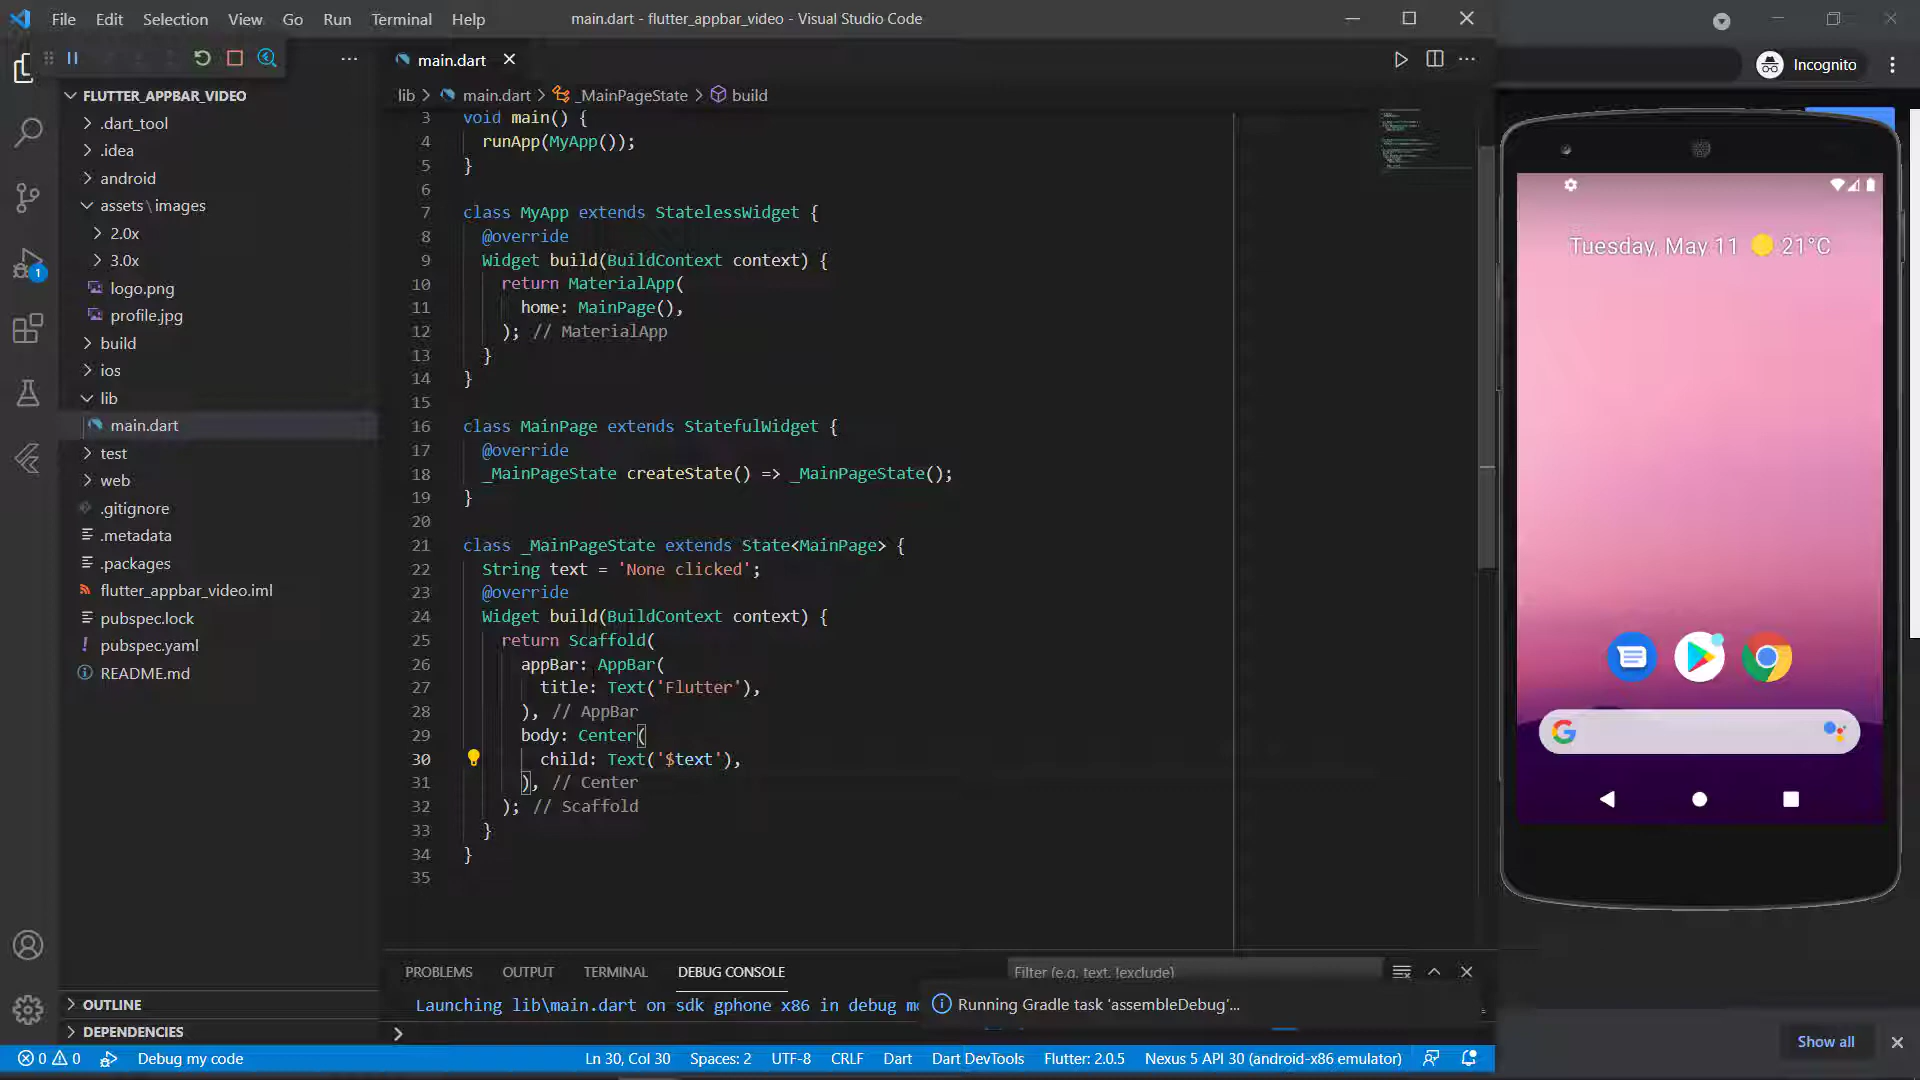 File Edit Selection View Go Run Terminal Help
main.dart - flutter_appbar_video - Visual Studio Code
Incognito
main.dart
FLUTTER_APPBAR_VIDEO
.dart_tool
.idea
android
assets\images
2.0x
3.0x
logo.png
profile.jpg
build
ios
lib
main.dart
test
web
.gitignore
.metadata
.packages
flutter_appbar_video.iml
pubspec.lock
pubspec.yaml
README.md
OUTLINE
DEPENDENCIES
1
lib > main.dart > _MainPageState > build
3 void main() {
4 runApp(MyApp());
5 }
6
7 class MyApp extends StatelessWidget {
8 @override
9 Widget build(BuildContext context) {
10 return MaterialApp(
11 home: MainPage(),
12 ); // MaterialApp
13 }
14 }
15
16 class MainPage extends StatefulWidget {
17 @override
18 _MainPageState createState() => _MainPageState();
19 }
20
21 class _MainPageState extends State<MainPage> {
22 String text = 'None clicked';
23 @override
24 Widget build(BuildContext context) {
25 return Scaffold(
26 appBar: AppBar(
27 title: Text('Flutter'),
28 ), // AppBar
29 body: Center(
30 child: Text('$text'),
31 ), // Center
32 ); // Scaffold
33 }
34 }
35
PROBLEMS OUTPUT TERMINAL DEBUG CONSOLE
Filter (e.g. text, !exclude)
Launching lib\main.dart on sdk gphone x86 in debug mo
Running Gradle task 'assembleDebug'...
0 0 Debug my code
Ln 30, Col 30 Spaces: 2 UTF-8 CRLF Dart Dart DevTools Flutter: 2.0.5 Nexus 5 API 30 (android-x86 emulator)
Tuesday, May 11 21°C
G
Show all